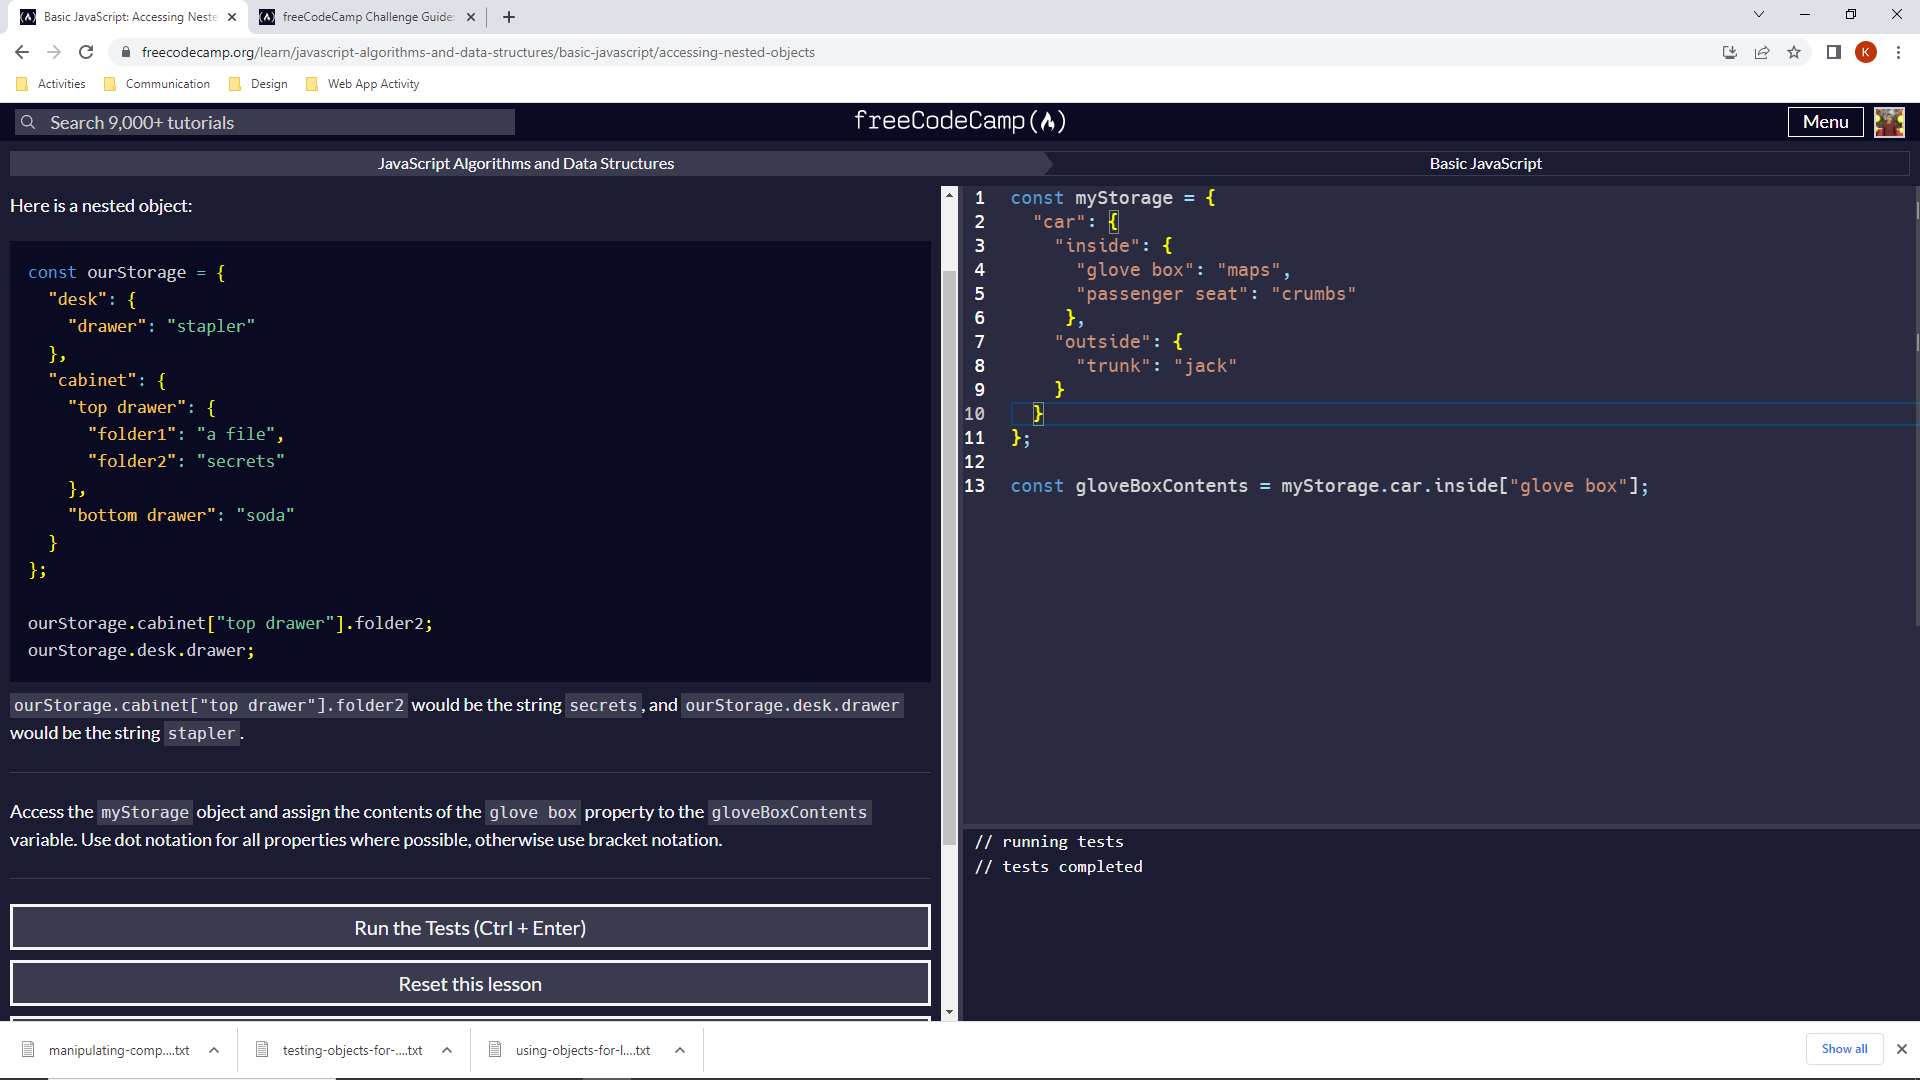 Basic JavaScript: Accessing Neste
freeCodeCamp Challenge Guide:
freecodecamp.org/learn/javascript-algorithms-and-data-structures/basic-javascript/accessing-nested-objects
K
Activities
Communication
Design
Web App Activity
Search 9,000+ tutorials
freeCodeCamp
Menu
JavaScript Algorithms and Data Structures
Basic JavaScript
Here is a nested object:
const ourStorage = {
"desk": {
"drawer": "stapler"
},
"cabinet": {
"top drawer": {
"folder1": "a file",
"folder2": "secrets"
},
"bottom drawer": "soda"
}
};
ourStorage.cabinet["top drawer"].folder2;
ourStorage.desk.drawer;
ourStorage.cabinet["top drawer"].folder2 would be the string secrets, and ourStorage.desk.drawer
would be the string stapler.
Access the myStorage object and assign the contents of the glove box property to the gloveBoxContents
variable. Use dot notation for all properties where possible, otherwise use bracket notation.
Run the Tests (Ctrl + Enter)
Reset this lesson
1 const myStorage = {
2 "car": {
3 "inside": {
4 "glove box": "maps",
5 "passenger seat": "crumbs"
6 },
7 "outside": {
8 "trunk": "jack"
9 }
10 }
11 };
12
13 const gloveBoxContents = myStorage.car.inside["glove box"];
// running tests
// tests completed
manipulating-comp....txt
testing-objects-for-....txt
using-objects-for-l....txt
Show all